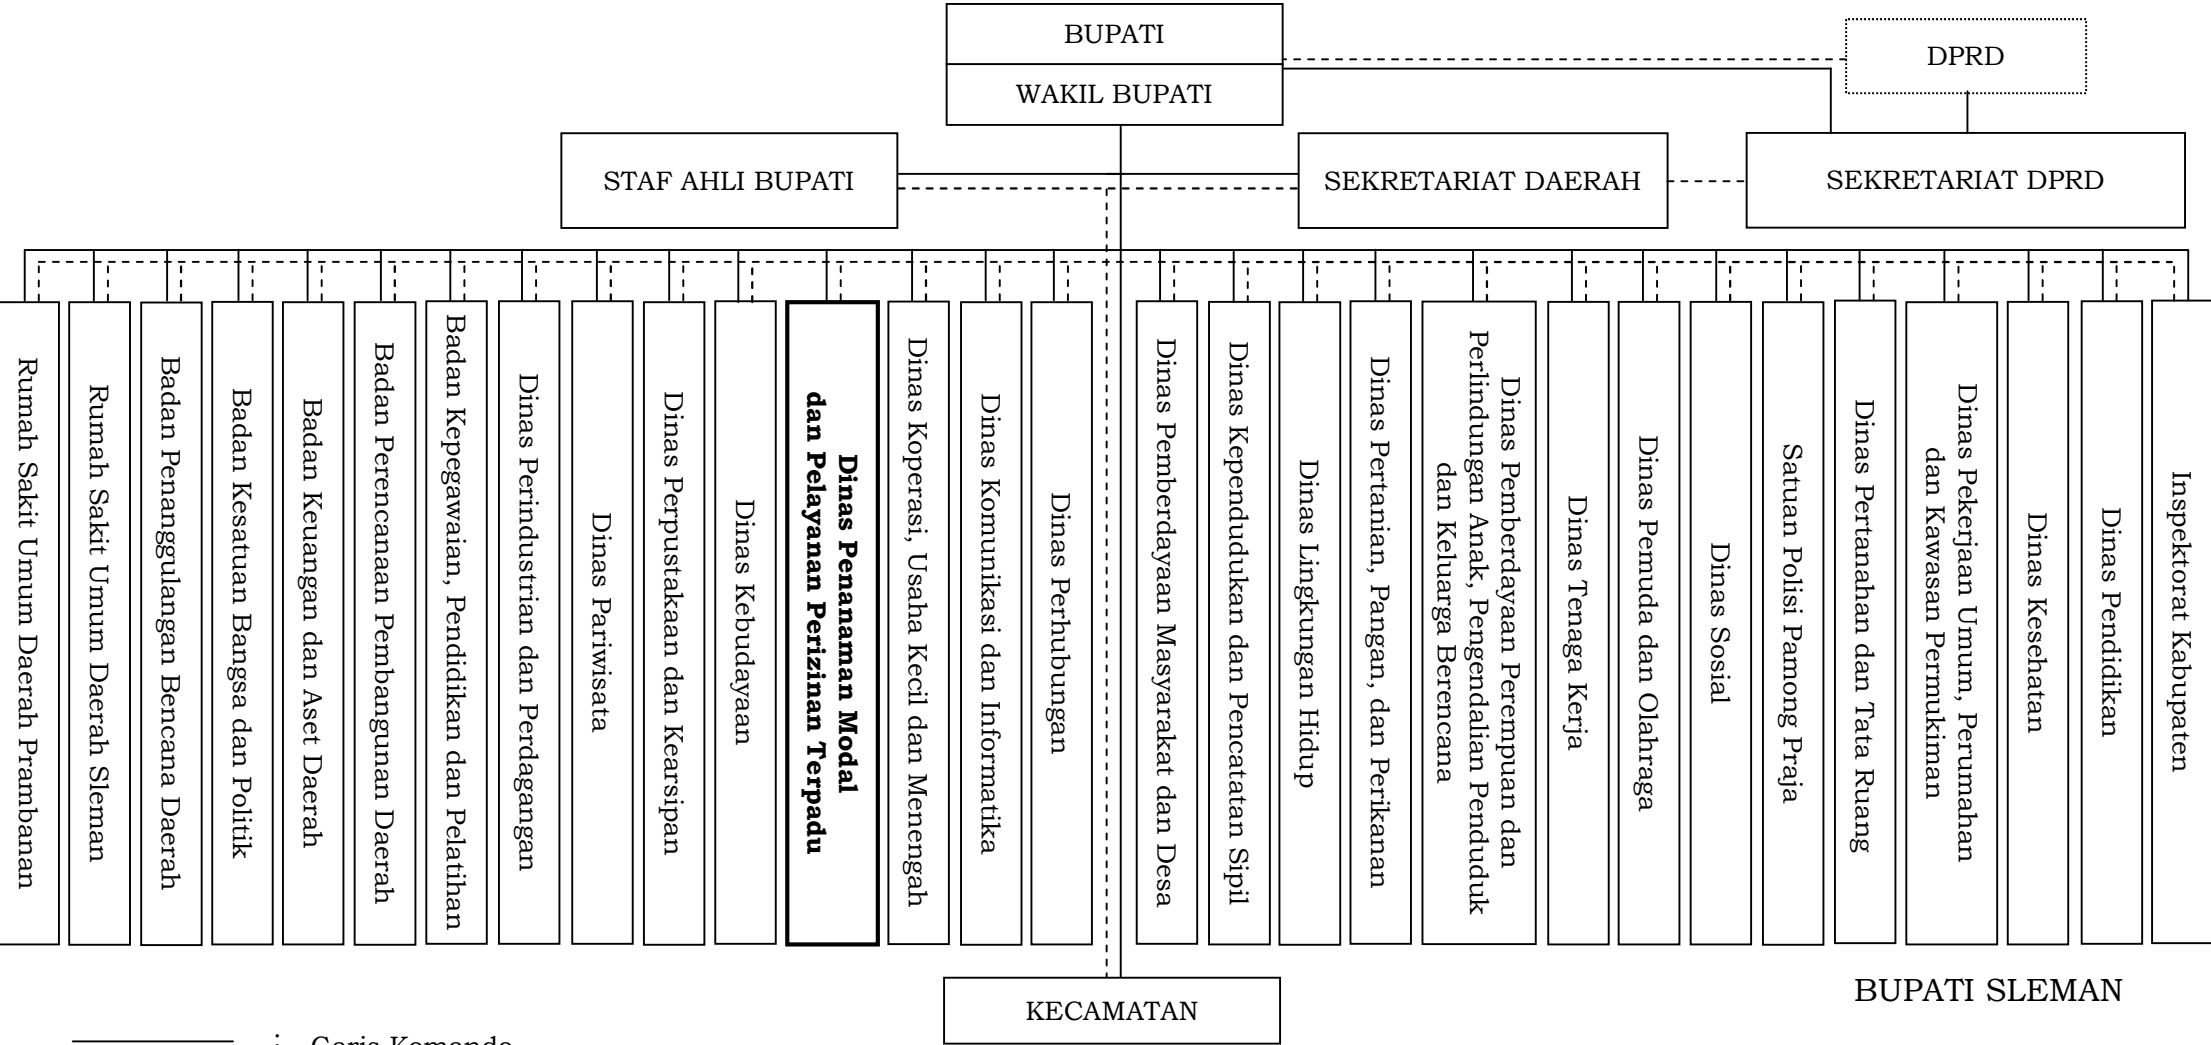 BUPATI
WAKIL BUPATI
DPRD
STAF AHLI BUPATI
SEKRETARIAT DAERAH
SEKRETARIAT DPRD
Rumah Sakit Umum Daerah Prambanan
Rumah Sakit Umum Daerah Sleman
Badan Penanggulangan Bencana Daerah
Badan Kesatuan Bangsa dan Politik
Badan Keuangan dan Aset Daerah
Badan Perencanaan Pembangunan Daerah
Badan Kepegawaian, Pendidikan dan Pelatihan
Dinas Perindustrian dan Perdagangan
Dinas Pariwisata
Dinas Perpustakaan dan Kearsipan
Dinas Kebudayaan
Dinas Penanaman Modal
dan Pelayanan Perizinan Terpadu
Dinas Koperasi, Usaha Kecil dan Menengah
Dinas Komunikasi dan Informatika
Dinas Perhubungan
Dinas Pemberdayaan Masyarakat dan Desa
Dinas Kependudukan dan Pencatatan Sipil
Dinas Lingkungan Hidup
Dinas Pertanian, Pangan, dan Perikanan
Dinas Pemberdayaan Perempuan dan
Perlindungan Anak, Pengendalian Penduduk
dan Keluarga Berencana
Dinas Tenaga Kerja
Dinas Pemuda dan Olahraga
Dinas Sosial
Satuan Polisi Pamong Praja
Dinas Pertanahan dan Tata Ruang
Dinas Pekerjaan Umum, Perumahan
dan Kawasan Permukiman
Dinas Kesehatan
Dinas Pendidikan
Inspektorat Kabupaten
BUPATI SLEMAN
KECAMATAN
: Garis Komando